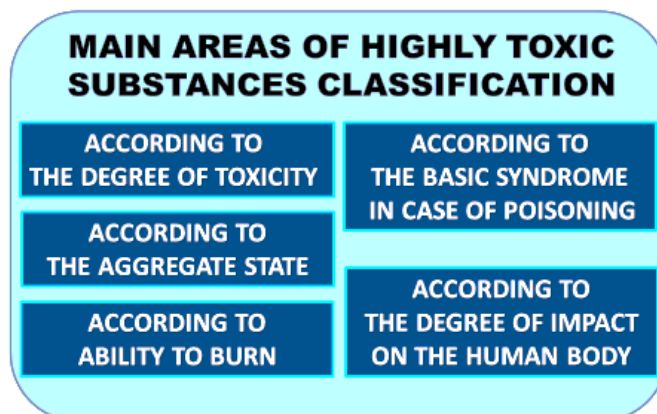 MAIN AREAS OF HIGHLY TOXIC
SUBSTANCES CLASSIFICATION
ACCORDING TO
THE DEGREE OF TOXICITY
ACCORDING TO
THE AGGREGATE STATE
ACCORDING TO
ABILITY TO BURN
ACCORDING TO
THE BASIC SYNDROME
IN CASE OF POISONING
ACCORDING TO
THE DEGREE OF IMPACT
ON THE HUMAN BODY